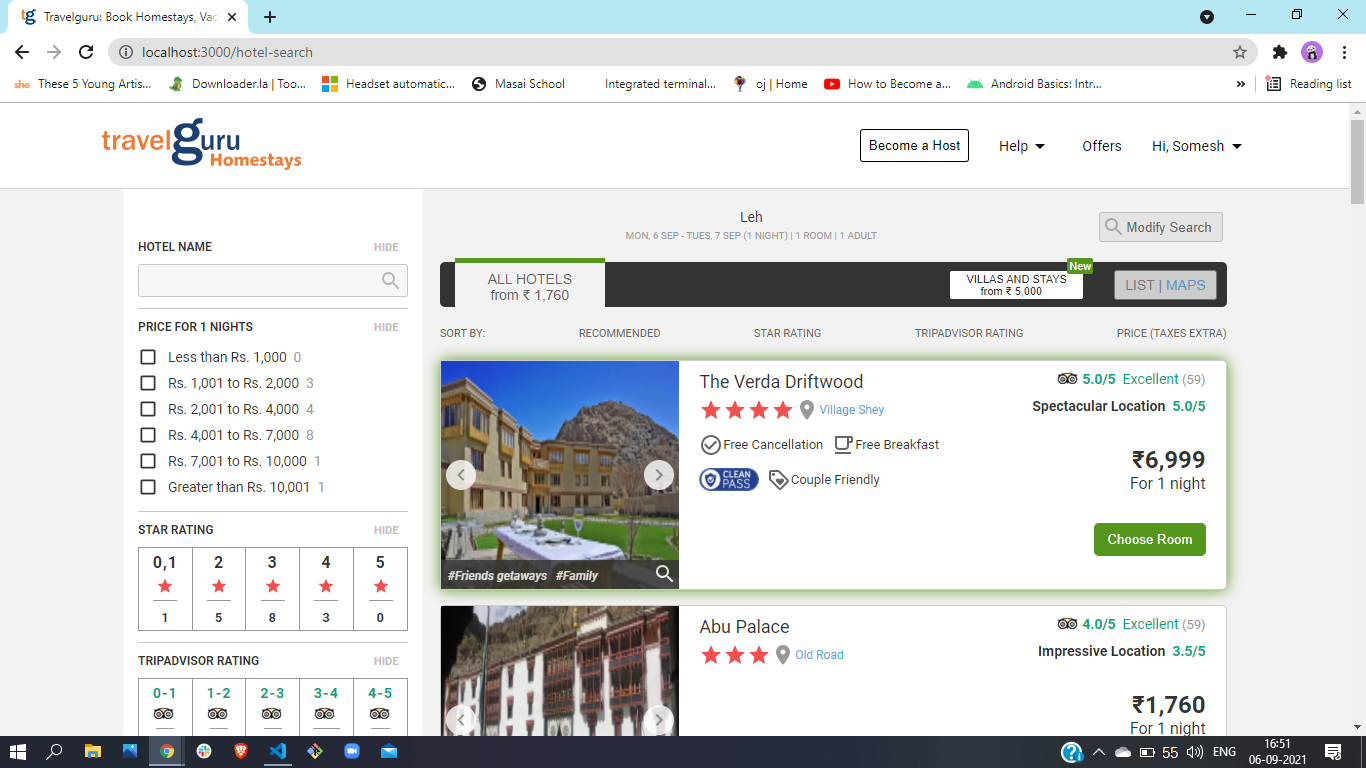 Travelguru: Book Homestays, Vac
localhost:3000/hotel-search
she These 5 Young Artis...
Downloader.la | Too...
Headset automatic...
Masai School
Integrated terminal...
oj | Home
How to Become a...
Android Basics: Intr...
»
Reading list
travelguru
Homestays
Become a Host
Help
Offers
Hi, Somesh
HOTEL NAME HIDE
PRICE FOR 1 NIGHTS HIDE
Less than Rs. 1,000 0
Rs. 1,001 to Rs. 2,000 3
Rs. 2,001 to Rs. 4,000 4
Rs. 4,001 to Rs. 7,000 8
Rs. 7,001 to Rs. 10,000 1
Greater than Rs. 10,001 1
STAR RATING HIDE
0,1 2 3 4 5
1 5 8 3 0
TRIPADVISOR RATING HIDE
0-1 1-2 2-3 3-4 4-5
Leh
MON, 6 SEP - TUES, 7 SEP (1 NIGHT) | 1 ROOM | 1 ADULT
Modify Search
ALL HOTELS
from ₹ 1,760
New
VILLAS AND STAYS
from ₹ 5,000
LIST | MAPS
SORT BY: RECOMMENDED STAR RATING TRIPADVISOR RATING PRICE (TAXES EXTRA)
The Verda Driftwood
Village Shey
Free Cancellation Free Breakfast
CLEAN
PASS
Couple Friendly
#Friends getaways #Family
5.0/5 Excellent (59)
Spectacular Location 5.0/5
₹6,999
For 1 night
Choose Room
Abu Palace
Old Road
4.0/5 Excellent (59)
Impressive Location 3.5/5
₹1,760
For 1 night
55
ENG
16:51
06-09-2021